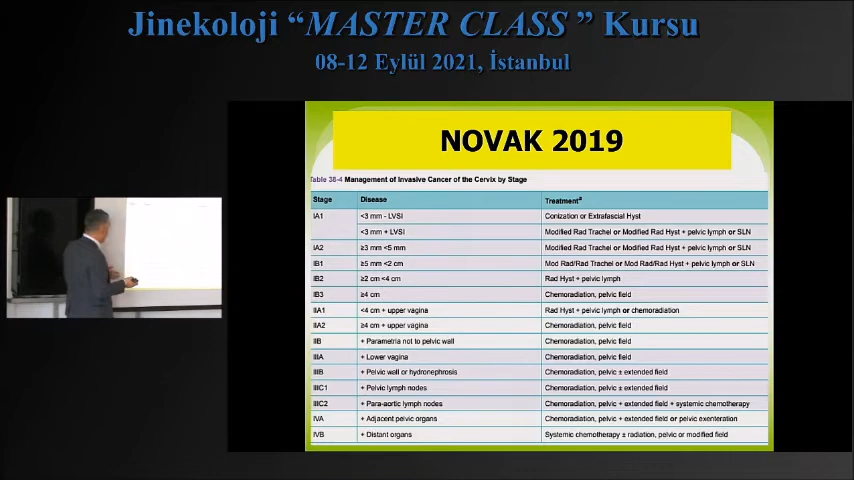 Jinekoloji “MASTER CLASS ” Kursu
08-12 Eylül 2021, İstanbul
NOVAK 2019
Table 38-4 Management of Invasive Cancer of the Cervix by Stage
Stage Disease Treatmentª
IA1 <3 mm - LVSI Conization or Extrafascial Hyst
<3 mm + LVSI Modified Rad Trachel or Modified Rad Hyst + pelvic lymph or SLN
IA2 ≥3 mm <5 mm Modified Rad Trachel or Modified Rad Hyst + pelvic lymph or SLN
IB1 ≥5 mm <2 cm Mod Rad/Rad Trachel or Mod Rad/Rad Hyst + pelvic lymph or SLN
IB2 ≥2 cm <4 cm Rad Hyst + pelvic lymph
IB3 ≥4 cm Chemoradiation, pelvic field
IIA1 <4 cm + upper vagina Rad Hyst + pelvic lymph or chemoradiation
IIA2 ≥4 cm + upper vagina Chemoradiation, pelvic field
IIB + Parametria not to pelvic wall Chemoradiation, pelvic field
IIIA + Lower vagina Chemoradiation, pelvic field
IIIB + Pelvic wall or hydronephrosis Chemoradiation, pelvic ± extended field
IIIC1 + Pelvic lymph nodes Chemoradiation, pelvic ± extended field
IIIC2 + Para-aortic lymph nodes Chemoradiation, pelvic + extended field + systemic chemotherapy
IVA + Adjacent pelvic organs Chemoradiation, pelvic + extended field or pelvic exenteration
IVB + Distant organs Systemic chemotherapy ± radiation, pelvic or modified field